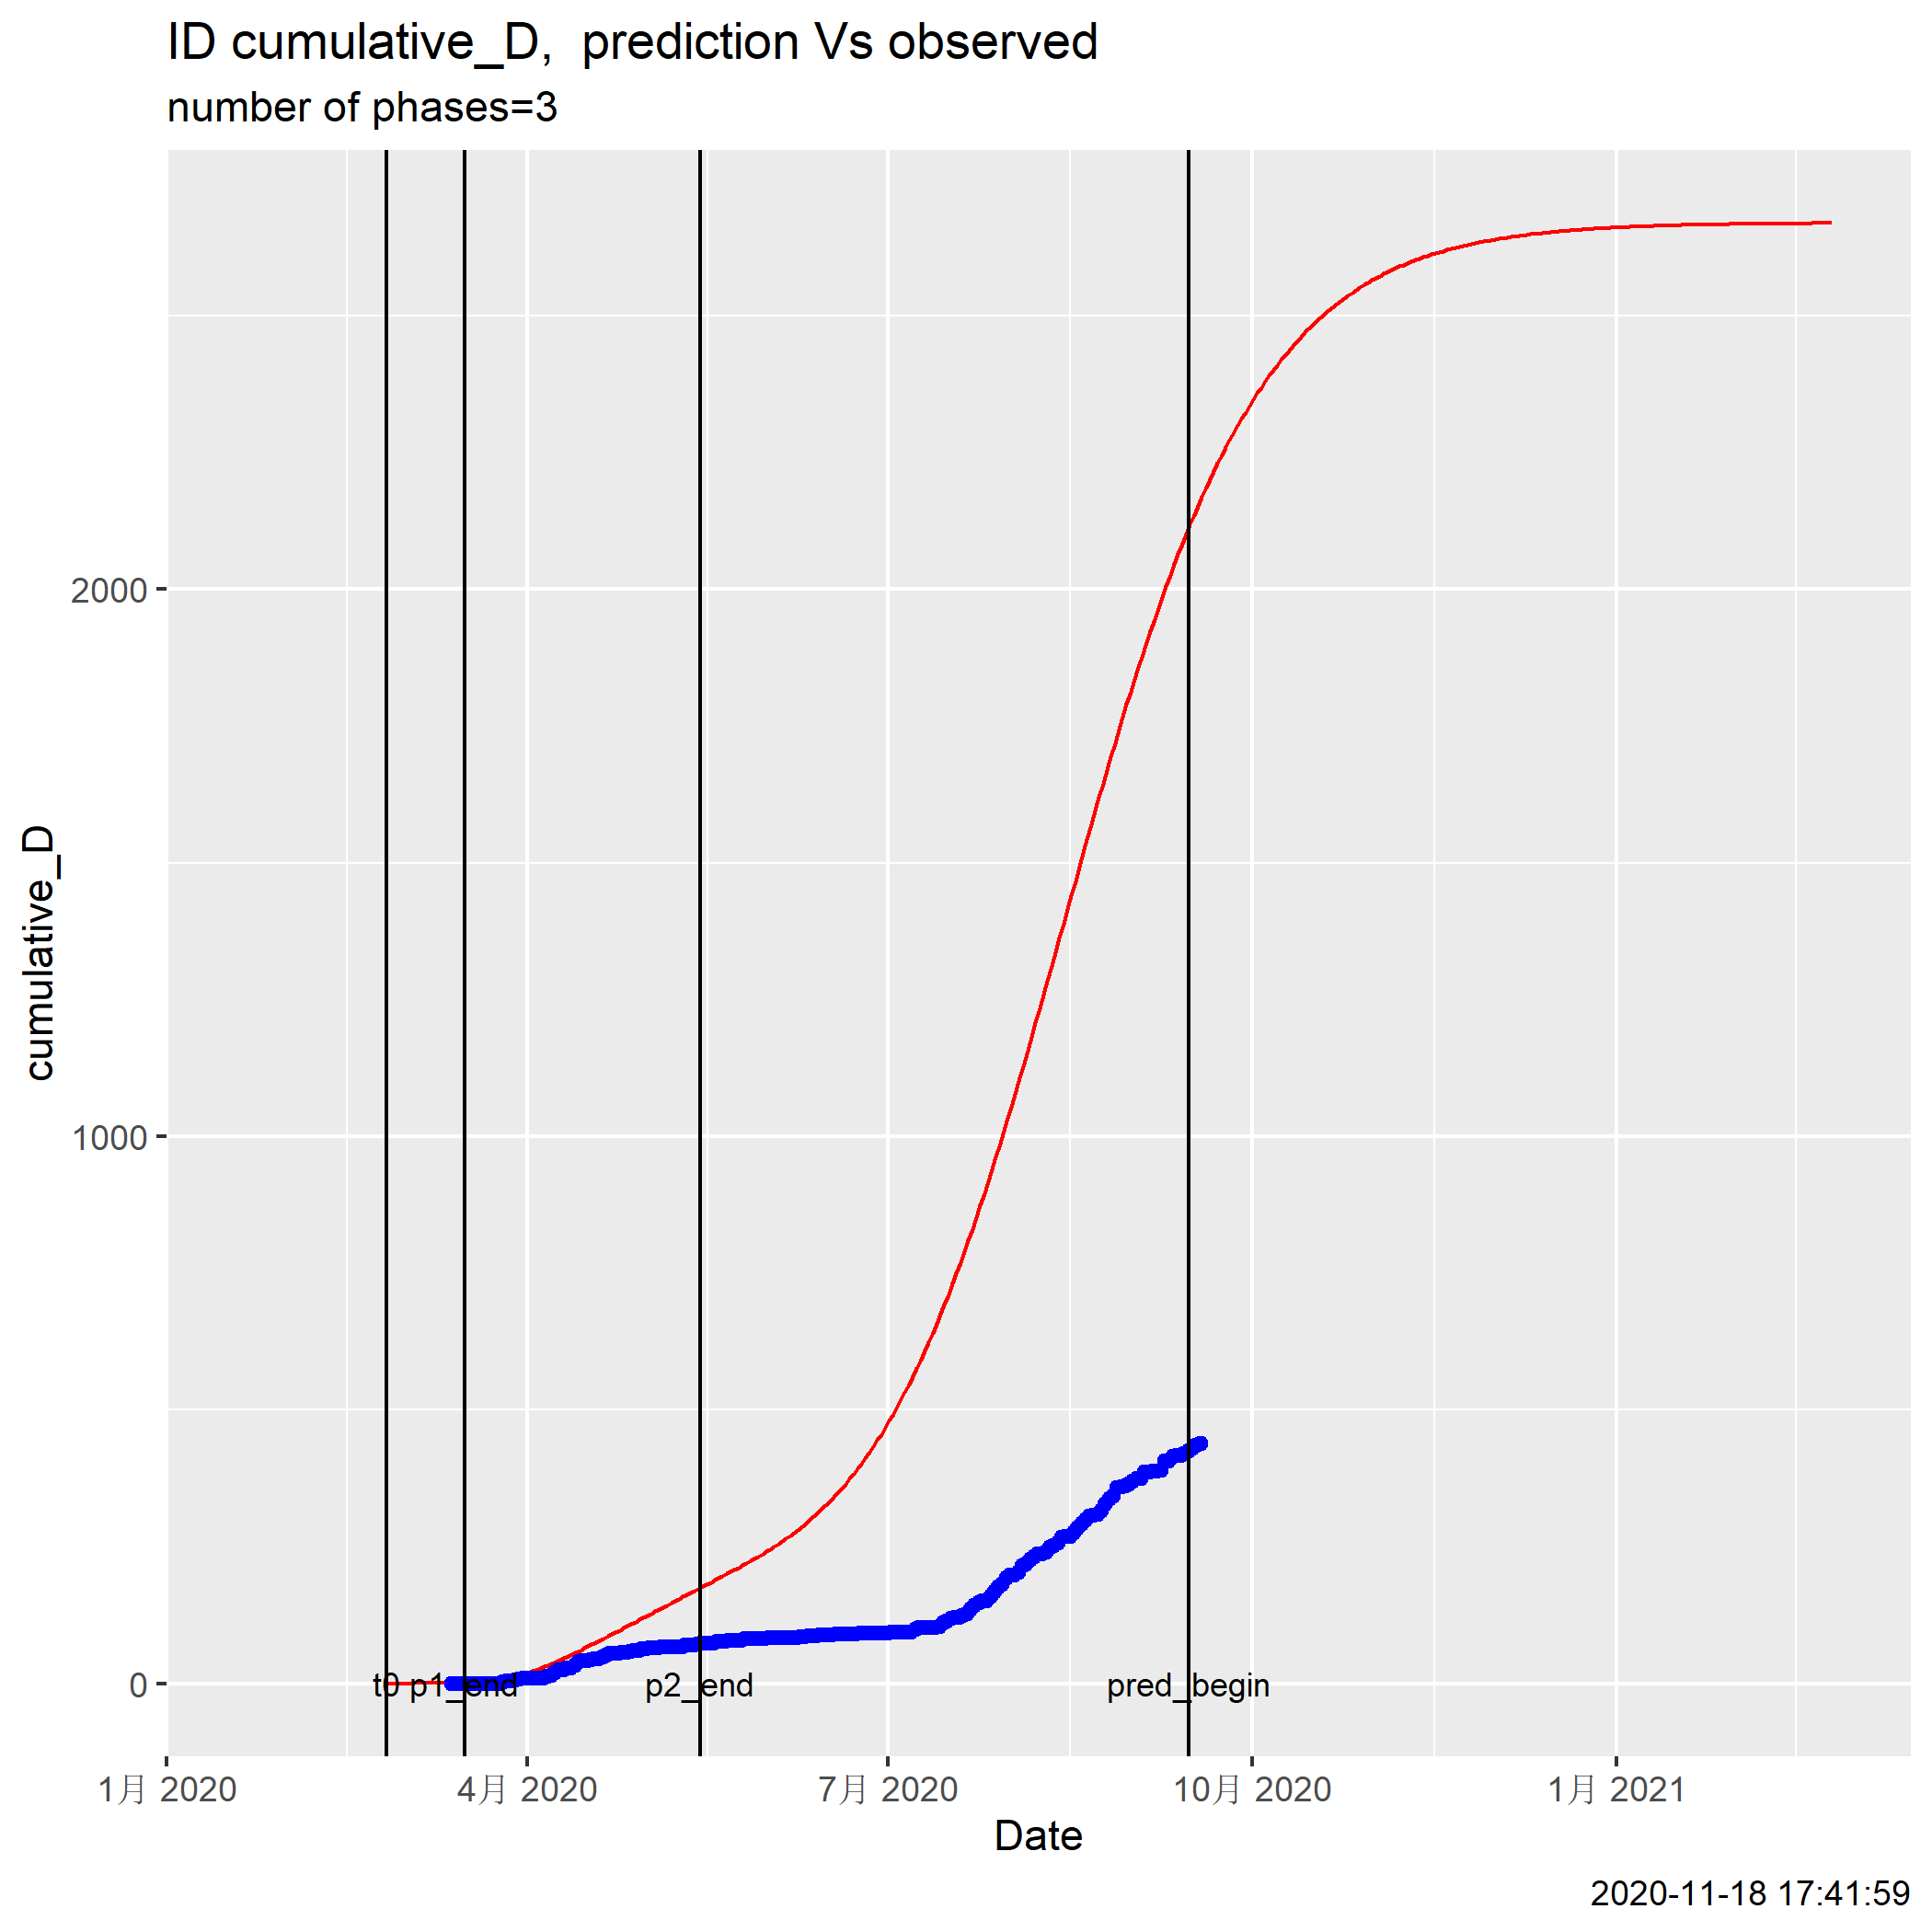 ID cumulative_D,  prediction Vs observed
number of phases=3
cumulative_D
2000
1000
0
t0 p1_end p2_end pred_begin
1月 2020 4月 2020 7月 2020 10月 2020 1月 2021
Date
2020-11-18 17:41:59